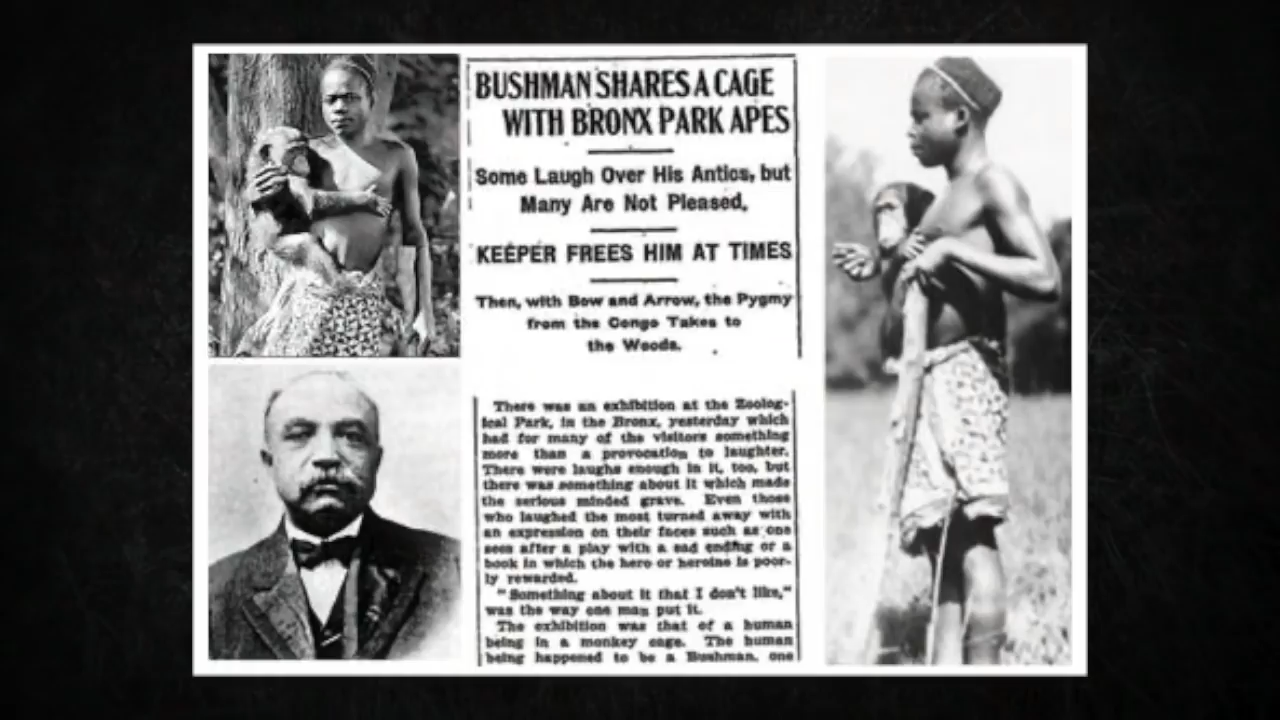 BUSHMAN SHARES A CAGE
WITH BRONX PARK APES
Some Laugh Over His Antics, but
Many Are Not Pleased.
KEEPER FREES HIM AT TIMES
Then, with Bow and Arrow, the Pygmy
from the Congo Takes to
the Woods.
There was an exhibition at the Zoolog-
ical Park, in the Bronx, yesterday which
had for many of the visitors something
more than a provocation to laughter.
There were laughs enough in it, too, but
there was something about it which made
the serious minded grave. Even those
who laughed the most turned away with
an expression on their faces such as one
sees after a play with a sad ending or a
book in which the hero or heroine is poor-
ly rewarded.
"Something about it that I don't like,"
was the way one man put it.
The exhibition was that of a human
being in a monkey cage. The human
being happened to be a Bushman, one